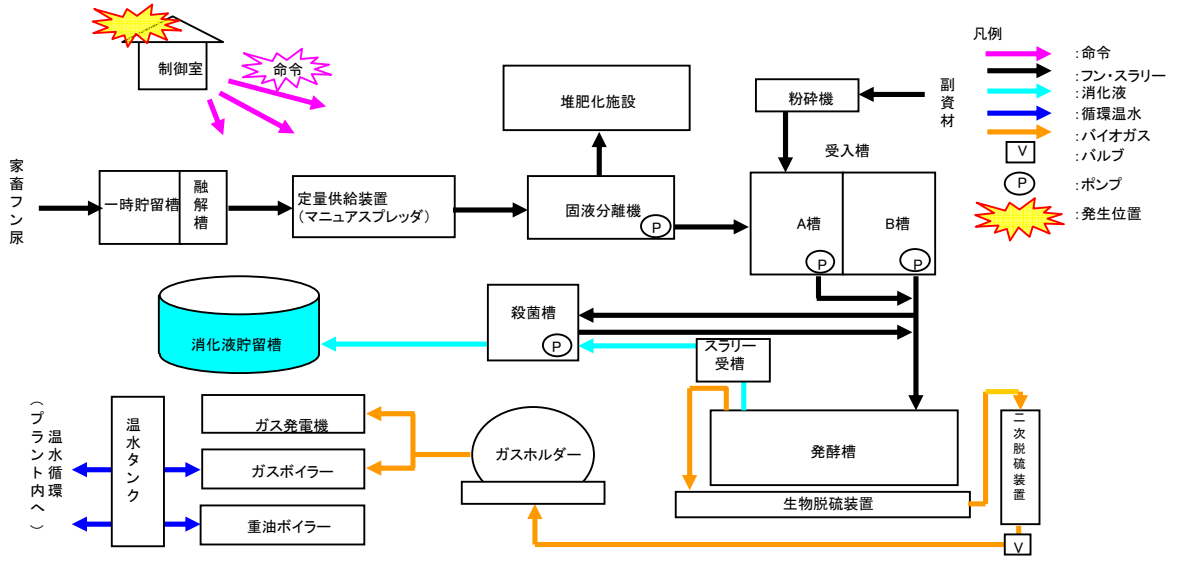 制御室
命令
家畜フン尿
一時貯留槽
融解槽
定量供給装置
（マニュアスプレッダ）
堆肥化施設
固液分離機
P
粉砕機
副資材
受入槽
A槽
B槽
P
P
凡例
：命令
：フン・スラリー
：消化液
：循環温水
：バイオガス
V
：バルブ
P
：ポンプ
：発生位置
消化液貯留槽
殺菌槽
P
スラリー
受槽
発酵槽
生物脱硫装置
二次脱硫装置
V
ガスホルダー
ガス発電機
ガスボイラー
重油ボイラー
温水タンク
温水循環
（プラント内へ）